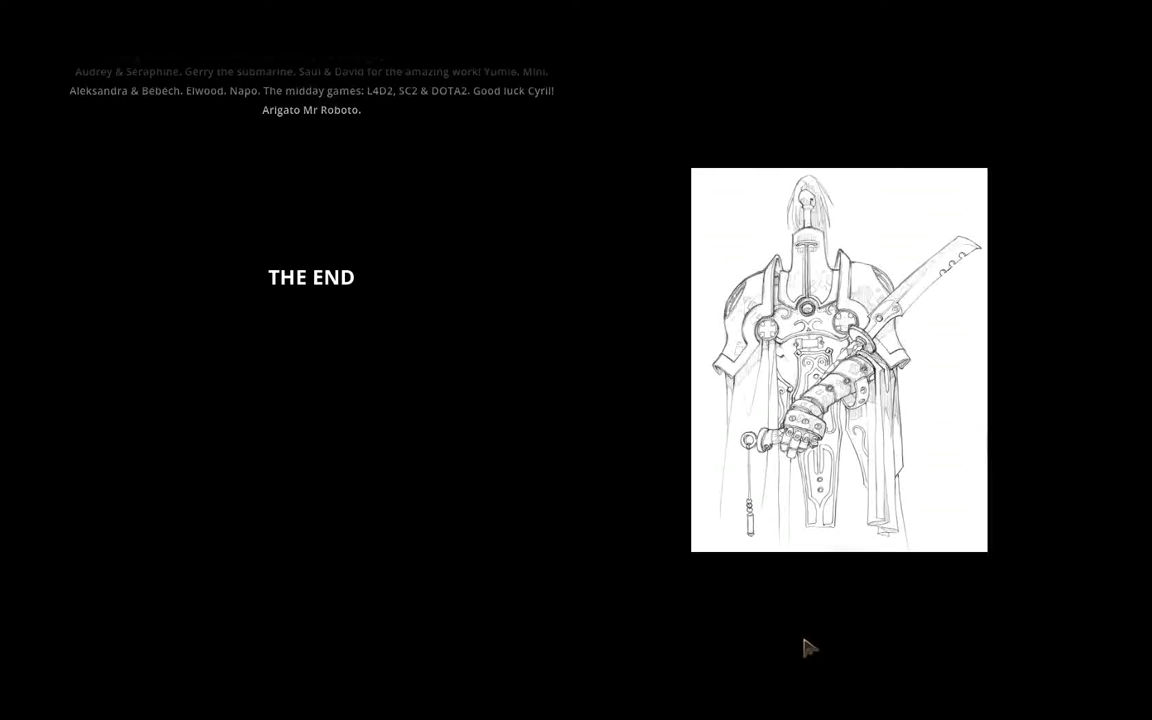 Audrey & Seraphine. Gerry the submarine. Saul & David for the amazing work! Yumie. Mini.
Aleksandra & Bebéch. Elwood. Napo. The midday games: L4D2, SC2 & DOTA2. Good luck Cyril!
Arigato Mr Roboto.
THE END